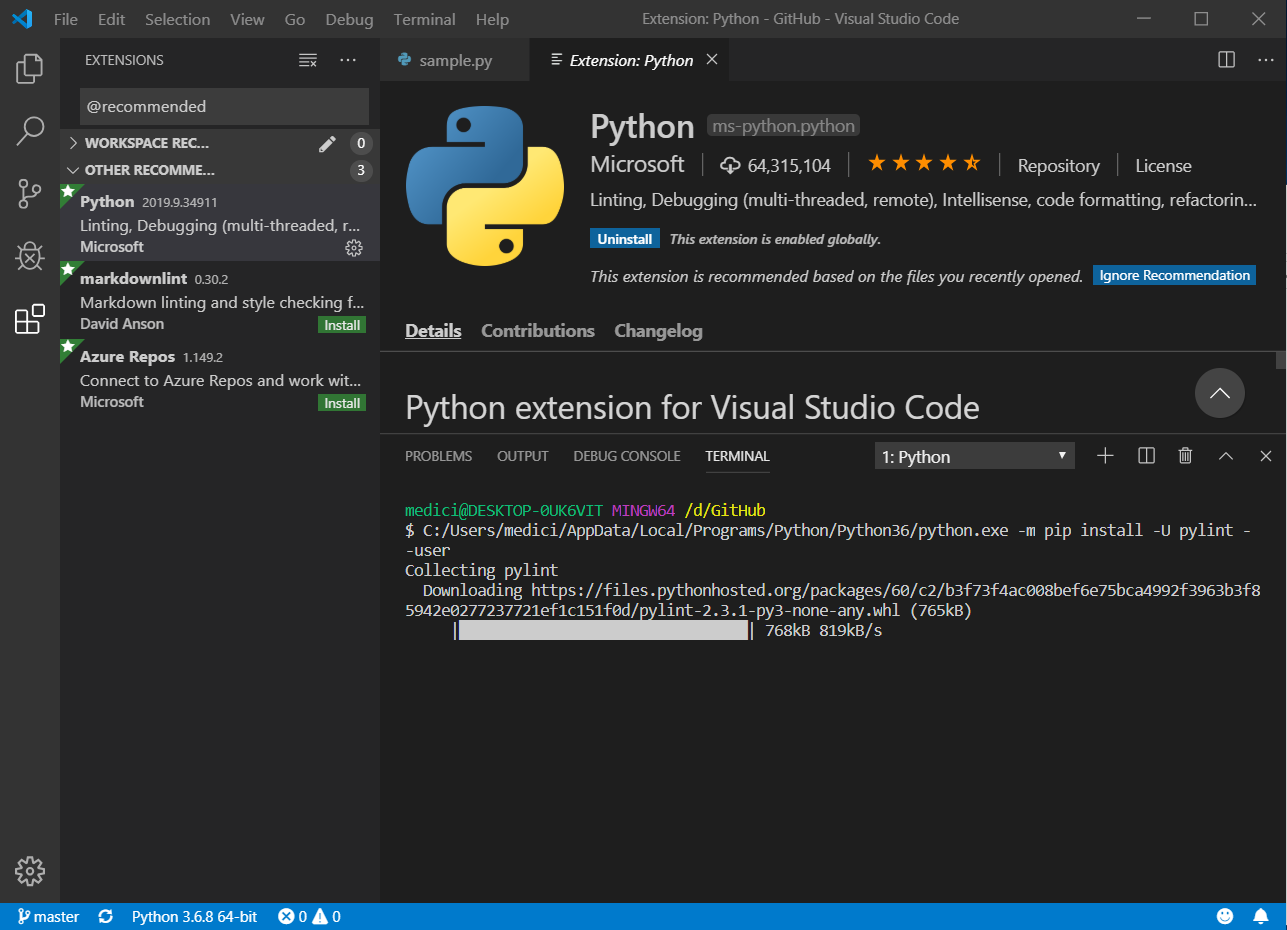 File Edit Selection View Go Debug Terminal Help
Extension: Python - GitHub - Visual Studio Code
EXTENSIONS
@recommended
WORKSPACE REC... 0
OTHER RECOMME... 3
Python 2019.9.34911
Linting, Debugging (multi-threaded, r...
Microsoft
markdownlint 0.30.2
Markdown linting and style checking f...
David Anson Install
Azure Repos 1.149.2
Connect to Azure Repos and work wit...
Microsoft Install
sample.py Extension: Python
Python ms-python.python
Microsoft 64,315,104 Repository License
Linting, Debugging (multi-threaded, remote), Intellisense, code formatting, refactorin...
Uninstall This extension is enabled globally.
This extension is recommended based on the files you recently opened. Ignore Recommendation
Details Contributions Changelog
Python extension for Visual Studio Code
PROBLEMS OUTPUT DEBUG CONSOLE TERMINAL 1: Python
medici@DESKTOP-0UK6VIT MINGW64 /d/GitHub
$ C:/Users/medici/AppData/Local/Programs/Python/Python36/python.exe -m pip install -U pylint -
-user
Collecting pylint
Downloading https://files.pythonhosted.org/packages/60/c2/b3f73f4ac008bef6e75bca4992f3963b3f8
5942e0277237721ef1c151f0d/pylint-2.3.1-py3-none-any.whl (765kB)
| | 768kB 819kB/s
master Python 3.6.8 64-bit 0 0